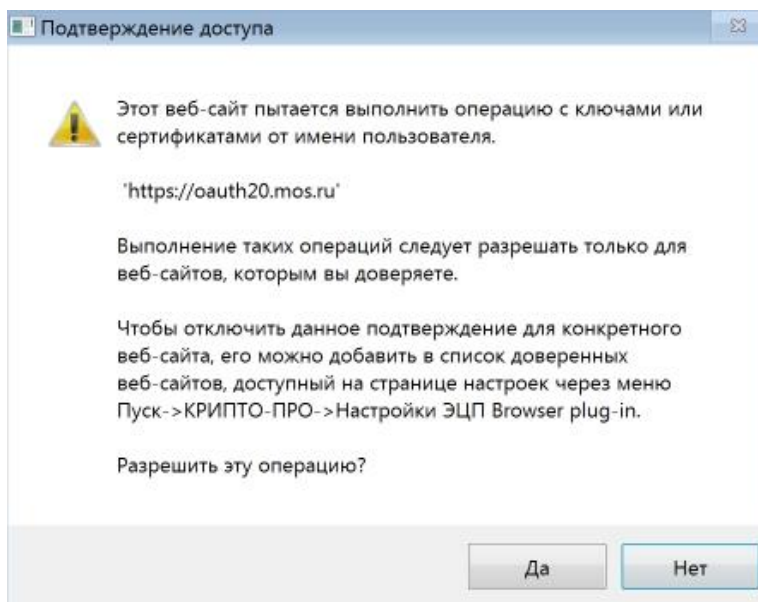 Подтверждение доступа
Этот веб-сайт пытается выполнить операцию с ключами или
сертификатами от имени пользователя.
'https://oauth20.mos.ru'
Выполнение таких операций следует разрешать только для
веб-сайтов, которым вы доверяете.
Чтобы отключить данное подтверждение для конкретного
веб-сайта, его можно добавить в список доверенных
веб-сайтов, доступный на странице настроек через меню
Пуск->КРИПТО-ПРО->Настройки ЭЦП Browser plug-in.
Разрешить эту операцию?
Да Нет